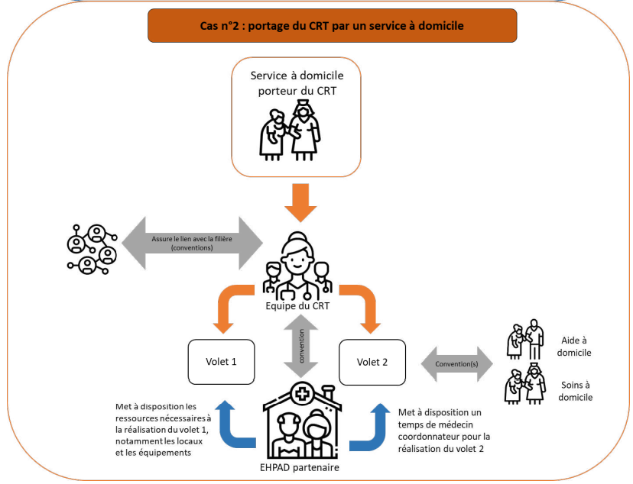 Cas n°2 : portage du CRT par un service à domicile
Service à domicile
porteur du CRT
Assure le lien avec la filière
(conventions)
Equipe du CRT
Volet 1
convention
Volet 2
Convention(s)
Aide à
domicile
Soins à
domicile
Met à disposition les
ressources nécessaires à
la réalisation du volet 1,
notamment les locaux
et les équipements
Met à disposition un
temps de médecin
coordonnateur pour la
réalisation du volet 2
EHPAD partenaire